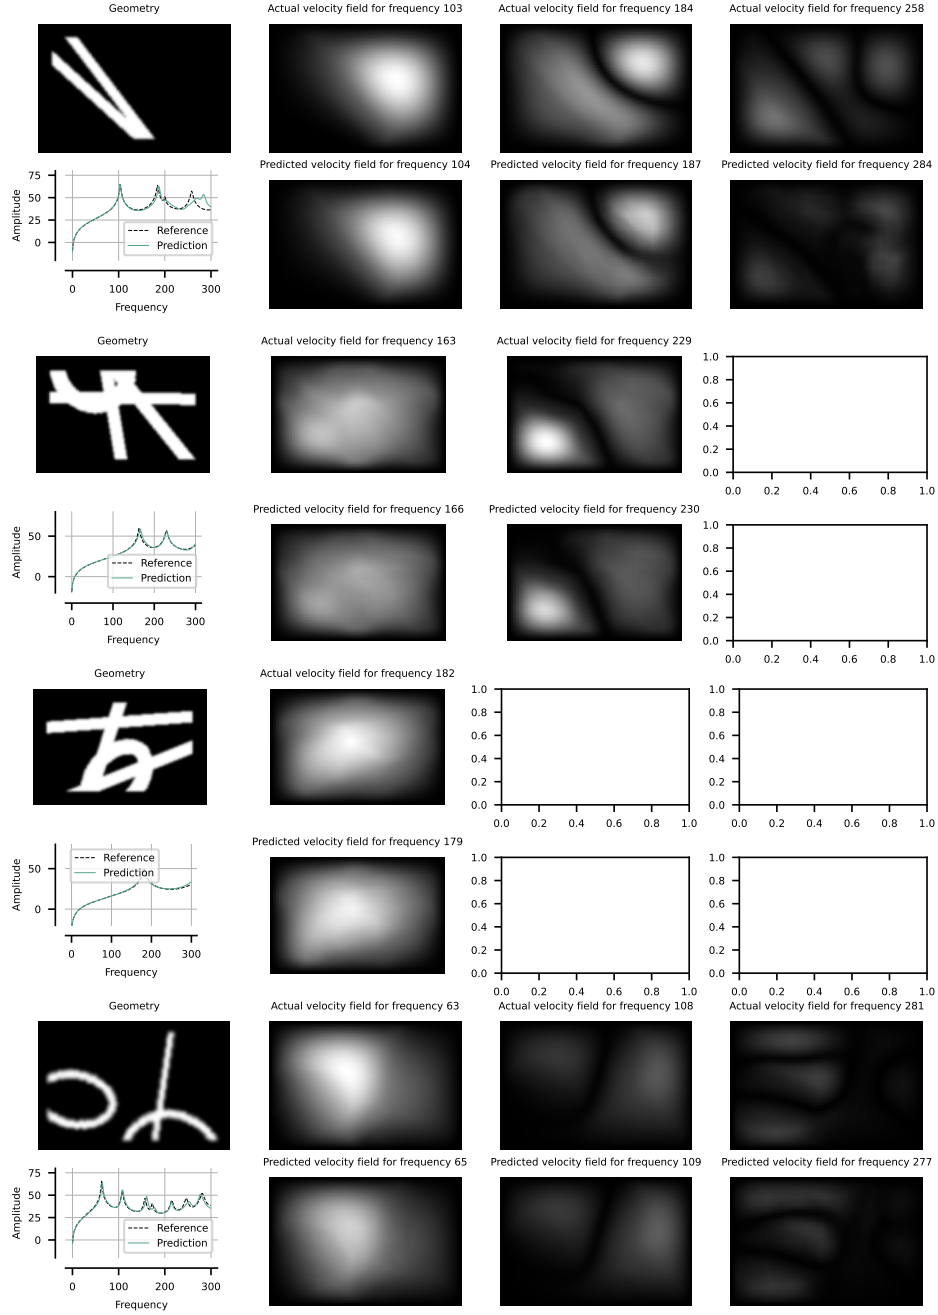 Geometry
Actual velocity field for frequency 103
Actual velocity field for frequency 184
Actual velocity field for frequency 258
Predicted velocity field for frequency 104
Predicted velocity field for frequency 187
Predicted velocity field for frequency 284
75
50
25
0
Amplitude
Reference
Prediction
0 100 200 300
Frequency
Geometry
Actual velocity field for frequency 163
Actual velocity field for frequency 229
1.0
0.8
0.6
0.4
0.2
0.0
0.0 0.2 0.4 0.6 0.8 1.0
Predicted velocity field for frequency 166
Predicted velocity field for frequency 230
50
0
Amplitude
Reference
Prediction
0 100 200 300
Frequency
1.0
0.8
0.6
0.4
0.2
0.0
0.0 0.2 0.4 0.6 0.8 1.0
Geometry
Actual velocity field for frequency 182
1.0
0.8
0.6
0.4
0.2
0.0
0.0 0.2 0.4 0.6 0.8 1.0
1.0
0.8
0.6
0.4
0.2
0.0
0.0 0.2 0.4 0.6 0.8 1.0
Predicted velocity field for frequency 179
50
0
Amplitude
Reference
Prediction
0 100 200 300
Frequency
1.0
0.8
0.6
0.4
0.2
0.0
0.0 0.2 0.4 0.6 0.8 1.0
1.0
0.8
0.6
0.4
0.2
0.0
0.0 0.2 0.4 0.6 0.8 1.0
Geometry
Actual velocity field for frequency 63
Actual velocity field for frequency 108
Actual velocity field for frequency 281
Predicted velocity field for frequency 65
Predicted velocity field for frequency 109
Predicted velocity field for frequency 277
75
50
25
0
Amplitude
Reference
Prediction
0 100 200 300
Frequency